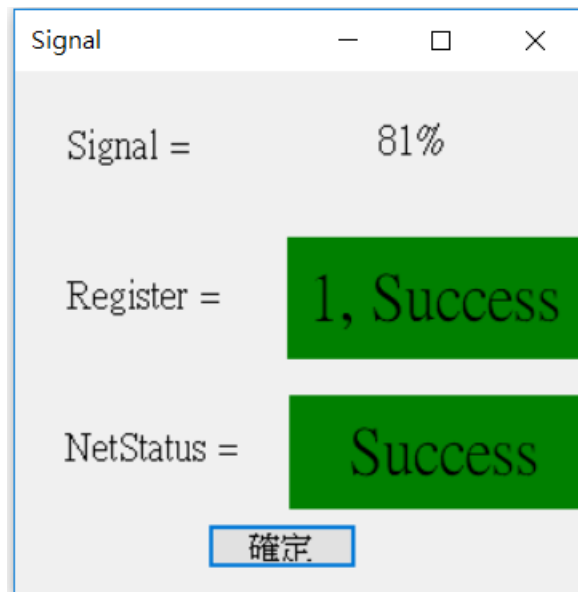 Signal
Signal = 81%
Register = 1, Success
NetStatus = Success
確定